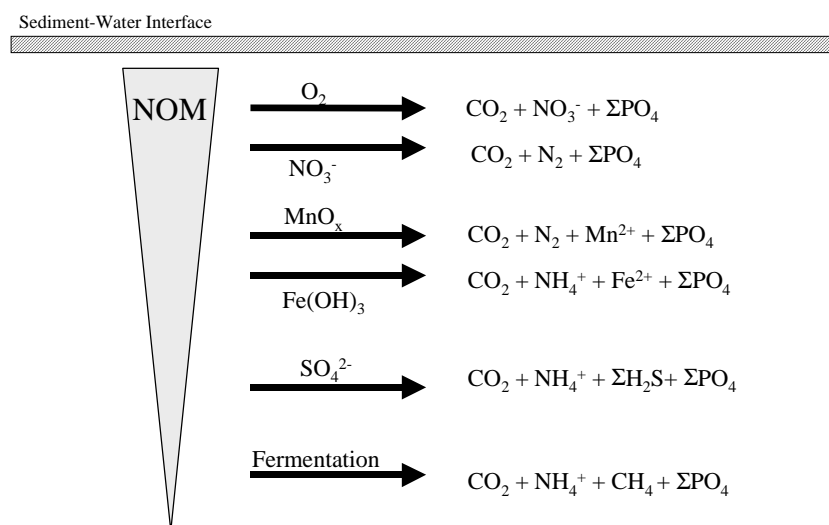 Sediment-Water Interface
NOM
O₂
CO₂ + NO₃⁻ + ΣPO₄
CO₂ + N₂ + ΣPO₄
NO₃⁻
MnOₓ
CO₂ + N₂ + Mn²⁺ + ΣPO₄
CO₂ + NH₄⁺ + Fe²⁺ + ΣPO₄
Fe(OH)₃
SO₄²⁻
CO₂ + NH₄⁺ + ΣH₂S+ ΣPO₄
Fermentation
CO₂ + NH₄⁺ + CH₄ + ΣPO₄